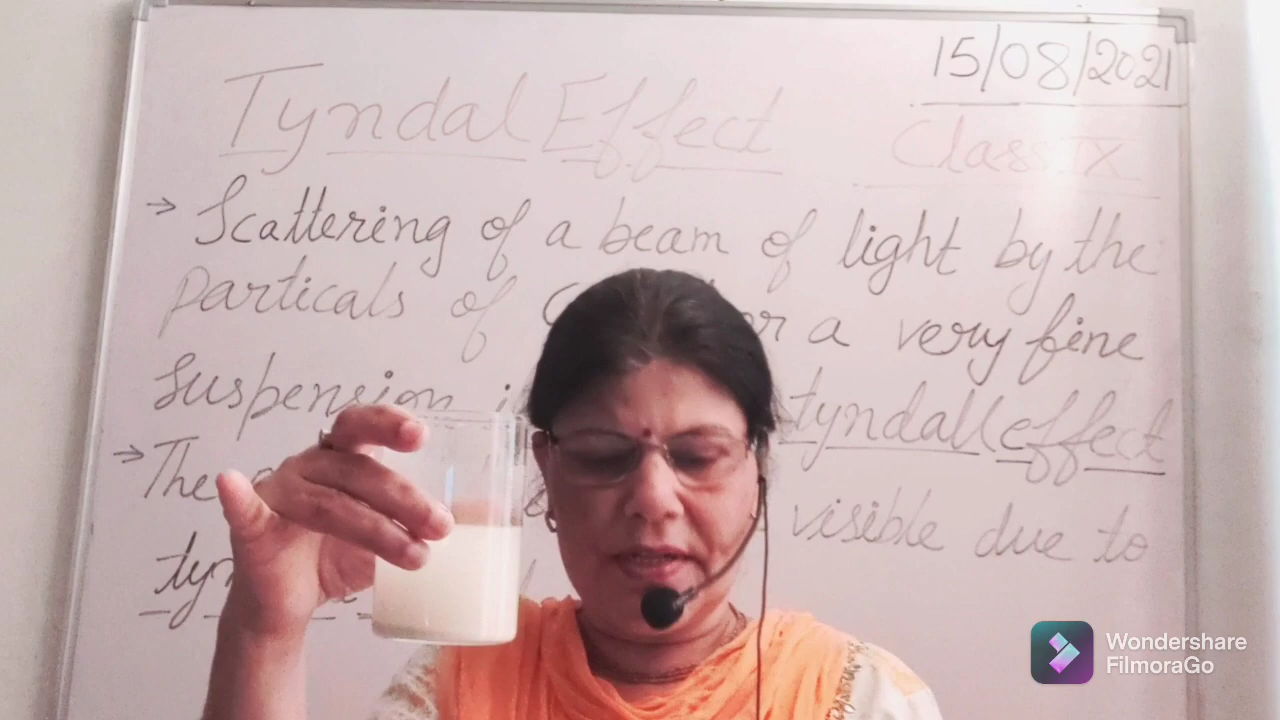 15/08/2021
Tyndal Effect
Class IX
→ Scattering of a beam of light by the
Particals of or a very fine
Suspension tyndall effect
→ The visible due to
Wondershare
FilmoraGo